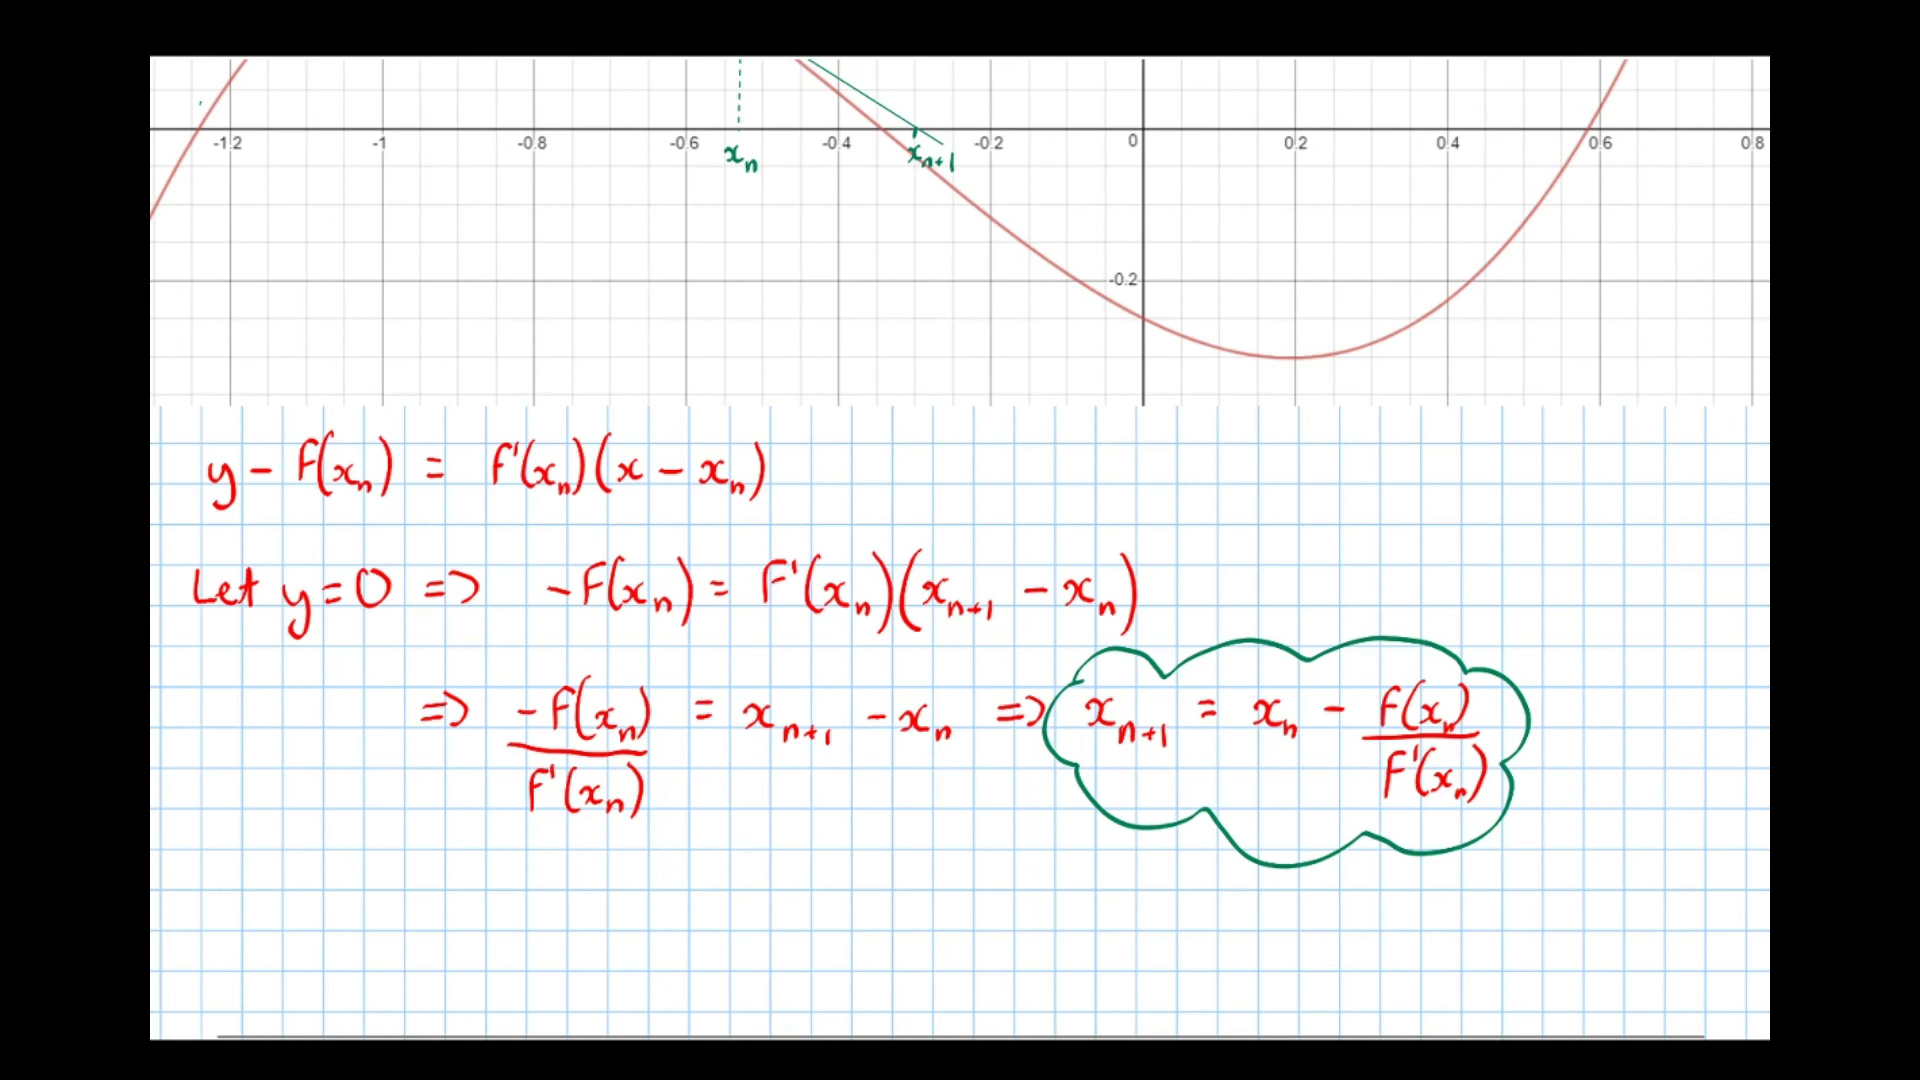 -1.2 -1 -0.8 -0.6 -0.4 -0.2 0 0.2 0.4 0.6 0.8
xₙ xₙ₊₁
-0.2
y - f(xₙ) = f'(xₙ)(x - xₙ)
Let y=0 => -f(xₙ) = f'(xₙ)(xₙ₊₁ - xₙ)
=> -f(xₙ)/f'(xₙ) = xₙ₊₁ - xₙ => xₙ₊₁ = xₙ - f(xₙ)/f'(xₙ)